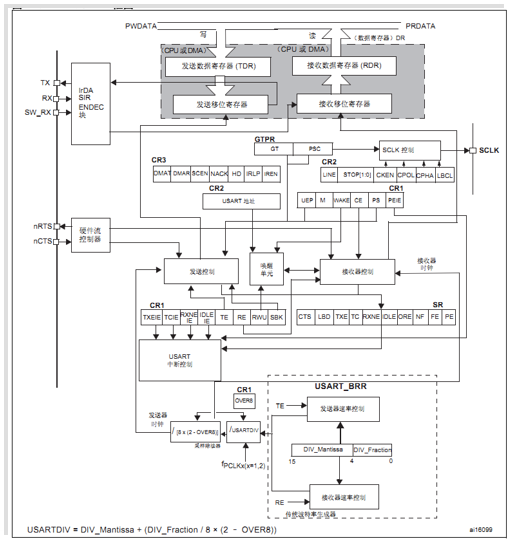 PWDATA
PRDATA
写
读
(数据寄存器) DR
(CPU 或 DMA)
(CPU 或 DMA)
发送数据寄存器 (TDR)
接收数据寄存器 (RDR)
TX
RX
SW_RX
IrDA
SIR
ENDEC
块
发送移位寄存器
接收移位寄存器
GTPR
GT
PSC
SCLK 控制
SCLK
CR3
DMAT
DMAR
SCEN
NACK
HD
IRLP
IREN
CR2
LINE
STOP[1:0]
CKEN
CPOL
CPHA
LBCL
CR2
USART 地址
CR1
UEP
M
WAKE
CE
PS
PEIE
nRTS
nCTS
硬件流
控制器
发送控制
唤醒
单元
接收器控制
接收器
时钟
CR1
TXEIE
TCIE
RXNE
IE
IDLE
IE
TE
RE
RWU
SBK
SR
CTS
LBD
TXE
TC
RXNE
IDLE
ORE
NF
FE
PE
USART
中断控制
CR1
OVER8
USART_BRR
发送器
时钟
/ [8 x (2 - OVER8)]
/USARTDIV
TE
发送器速率控制
DIV_Mantissa
DIV_Fraction
15
4
0
fPCLKx(x=1,2)
RE
接收器速率控制
传统波特率生成器
USARTDIV = DIV_Mantissa + (DIV_Fraction / 8 × (2 – OVER8))
ai16099